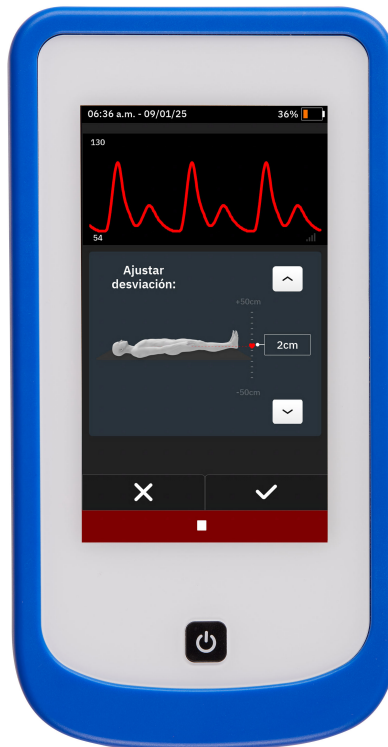 06:36 a.m. - 09/01/25 36%
130
54
Ajustar
desviación:
+50cm
2cm
-50cm